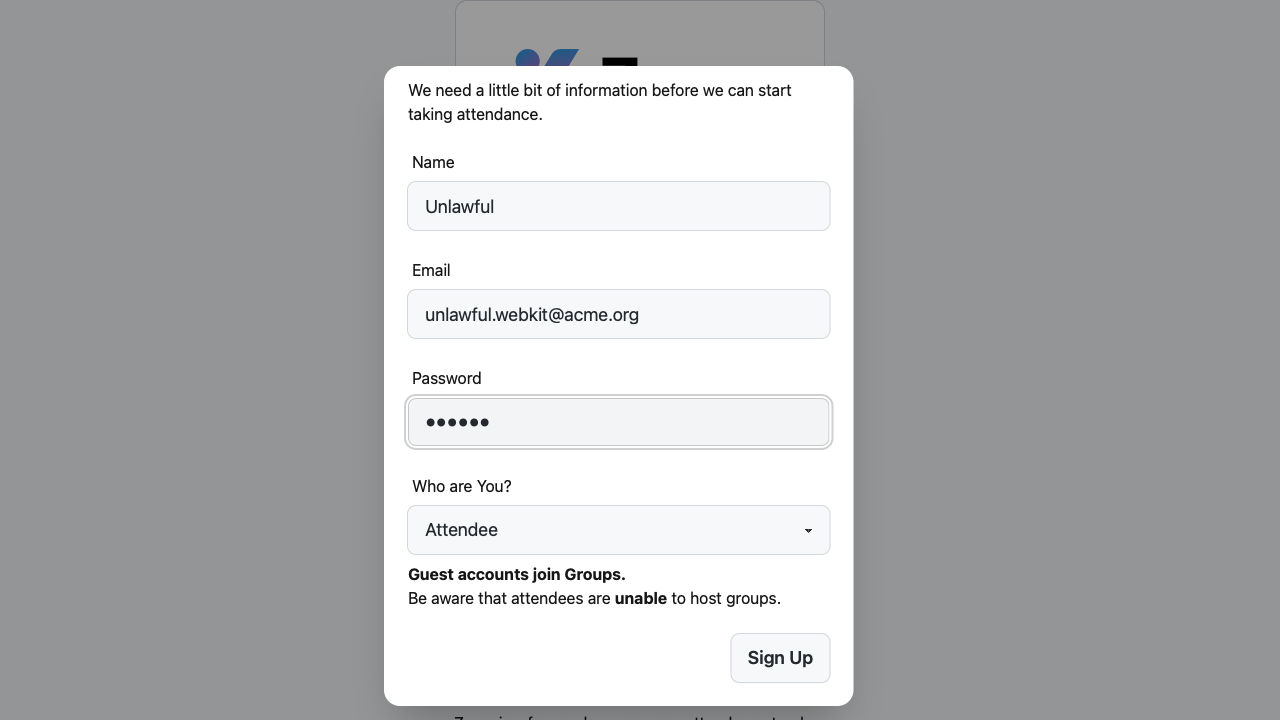 We need a little bit of information before we can start
taking attendance.
Name
Unlawful
Email
unlawful.webkit@acme.org
Password
Who are You?
Attendee
Guest accounts join Groups.
Be aware that attendees are unable to host groups.
Sign Up